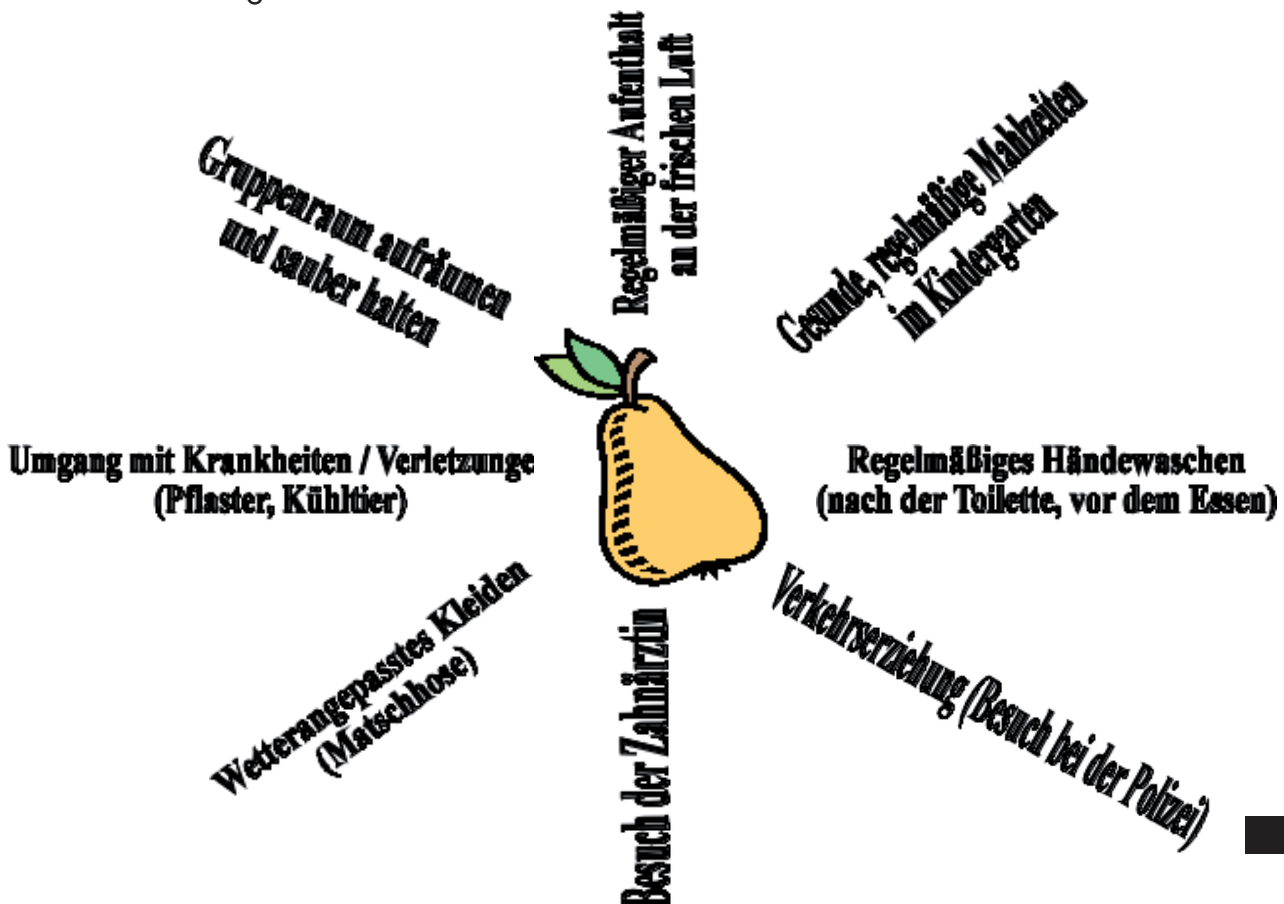 Regelmäßiger Aufenthalt
an der frischen Luft
Gesunde, regelmäßige Mahlzeiten
im Kindergarten
Regelmäßiges Händewaschen
(nach der Toilette, vor dem Essen)
Verkehrserziehung (Besuch bei der Polizei)
Besuch der Zahnärztin
Wetterangepasstes Kleiden
(Matschhose)
Umgang mit Krankheiten / Verletzunge
(Pflaster, Kühltier)
Gruppenraum aufräumen
und sauber halten